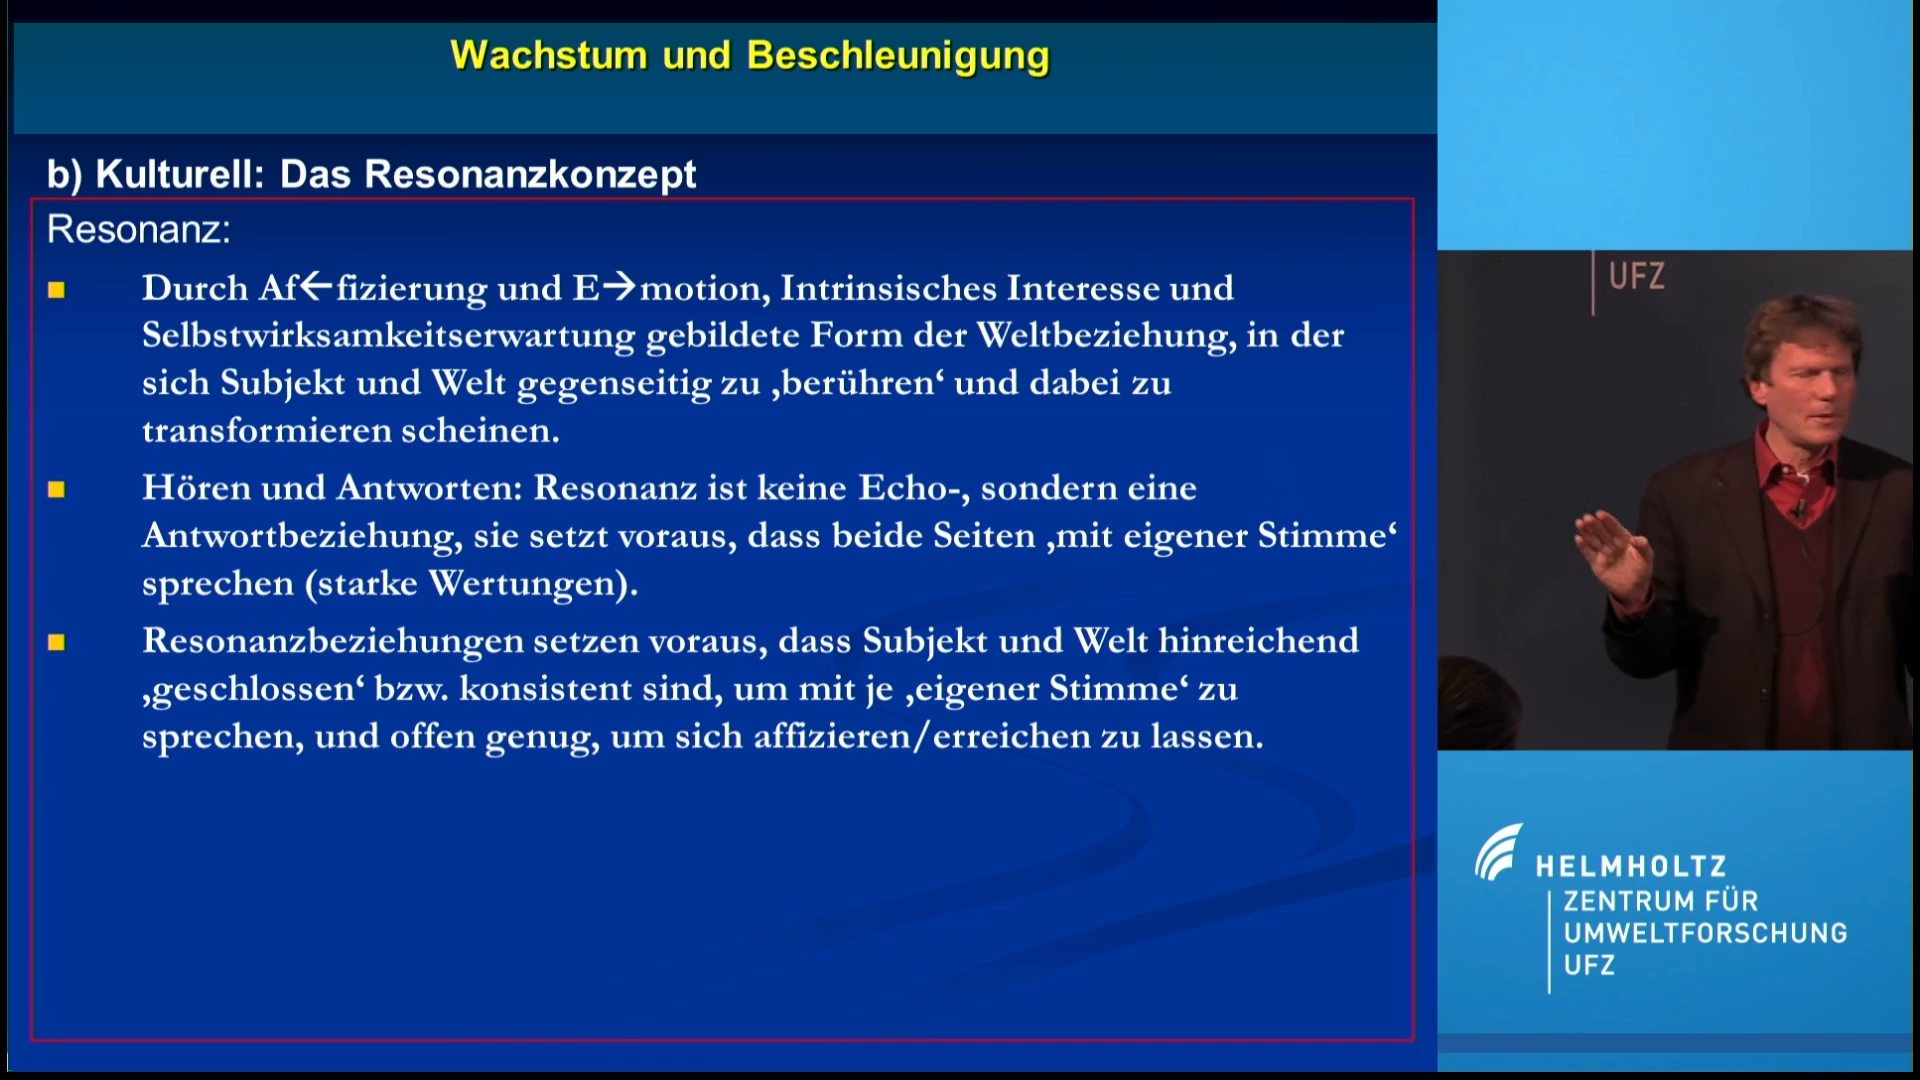 Wachstum und Beschleunigung
b) Kulturell: Das Resonanzkonzept
Resonanz:
Durch Af←fizierung und E→motion, Intrinsisches Interesse und
Selbstwirksamkeitserwartung gebildete Form der Weltbeziehung, in der
sich Subjekt und Welt gegenseitig zu ‚berühren‘ und dabei zu
transformieren scheinen.
Hören und Antworten: Resonanz ist keine Echo-, sondern eine
Antwortbeziehung, sie setzt voraus, dass beide Seiten ‚mit eigener Stimme‘
sprechen (starke Wertungen).
Resonanzbeziehungen setzen voraus, dass Subjekt und Welt hinreichend
‚geschlossen‘ bzw. konsistent sind, um mit je ‚eigener Stimme‘ zu
sprechen, und offen genug, um sich affizieren/erreichen zu lassen.
UFZ
HELMHOLTZ
ZENTRUM FÜR
UMWELTFORSCHUNG
UFZ